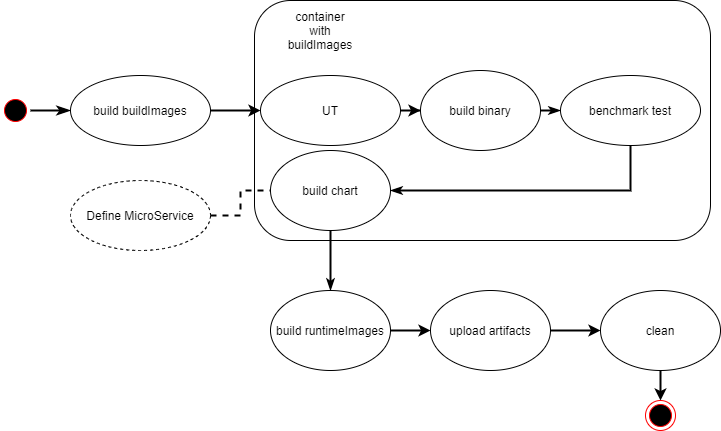 container
with
buildImages
build buildImages
UT
build binary
benchmark test
build chart
Define MicroService
build runtimeImages
upload artifacts
clean